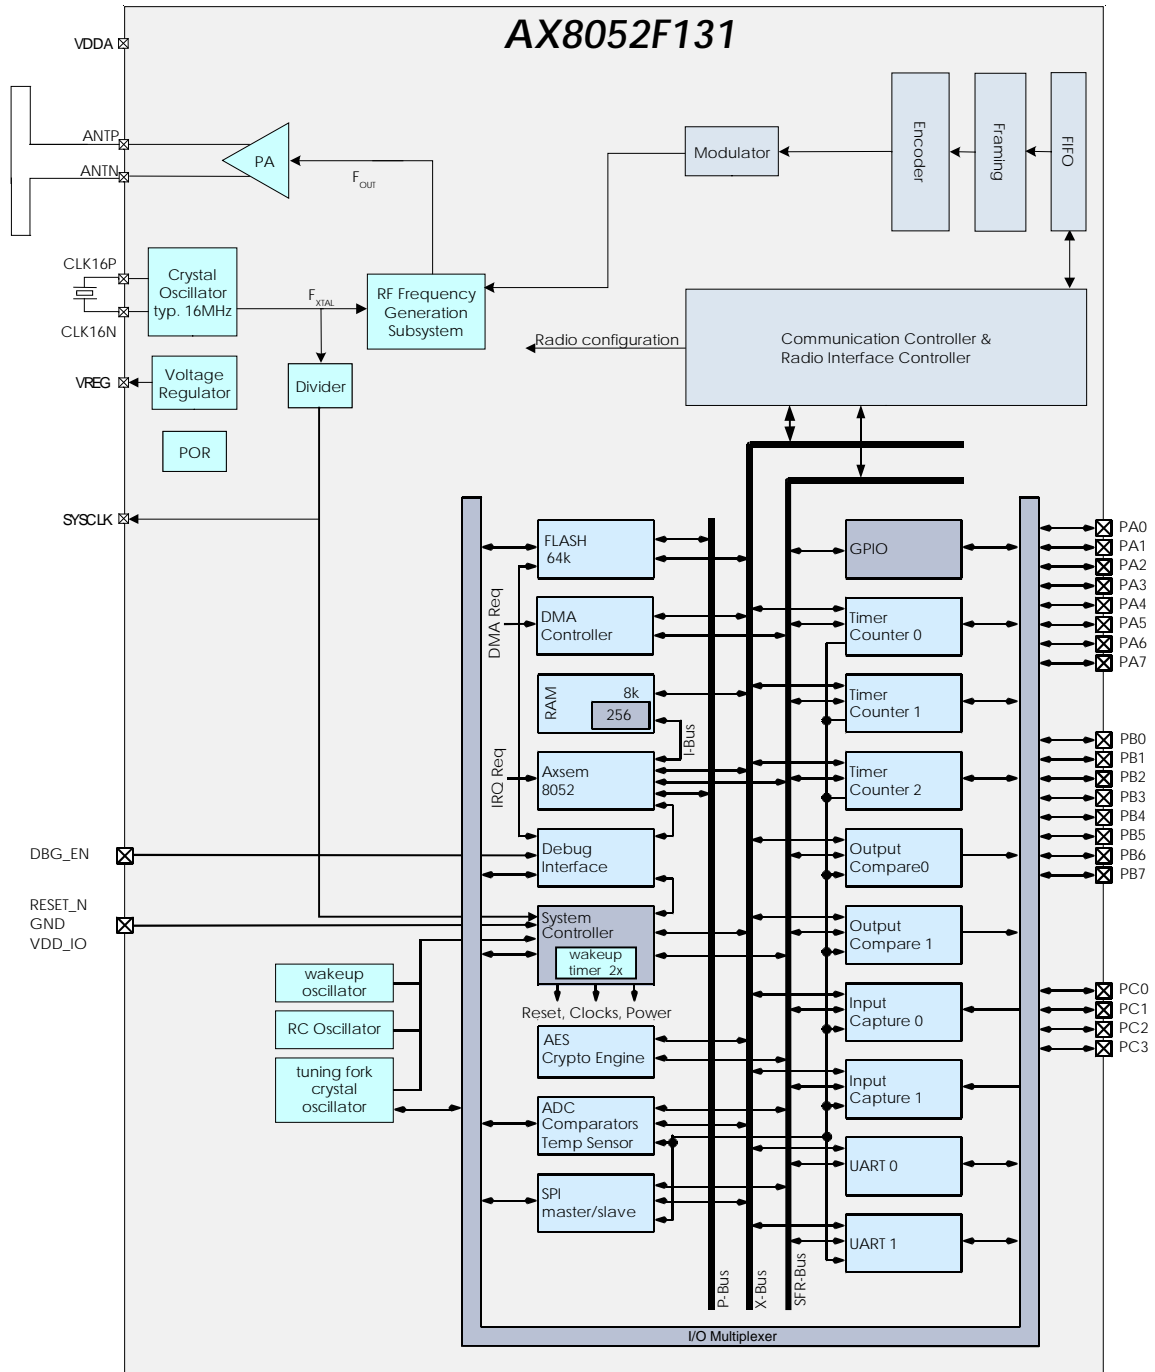 AX8052F131
VDDA
ANTP
ANTN
PA
F_OUT
Modulator
Encoder
Framing
FIFO
CLK16P
CLK16N
Crystal
Oscillator
typ. 16MHz
F_XTAL
RF Frequency
Generation
Subsystem
Radio configuration
Communication Controller &
Radio Interface Controller
VREG
Voltage
Regulator
Divider
POR
SYSCLK
FLASH
64k
DMA Req
DMA
Controller
RAM
8k
256
I-Bus
IRQ Req
Axsem
8052
Debug
Interface
DBG_EN
RESET_N
GND
VDD_IO
System
Controller
wakeup
timer 2x
Reset, Clocks, Power
wakeup
oscillator
RC Oscillator
tuning fork
crystal
oscillator
AES
Crypto Engine
ADC
Comparators
Temp Sensor
SPI
master/slave
P-Bus
X-Bus
SFR-Bus
GPIO
Timer
Counter 0
Timer
Counter 1
Timer
Counter 2
Output
Compare0
Output
Compare 1
Input
Capture 0
Input
Capture 1
UART 0
UART 1
I/O Multiplexer
PA0
PA1
PA2
PA3
PA4
PA5
PA6
PA7
PB0
PB1
PB2
PB3
PB4
PB5
PB6
PB7
PC0
PC1
PC2
PC3